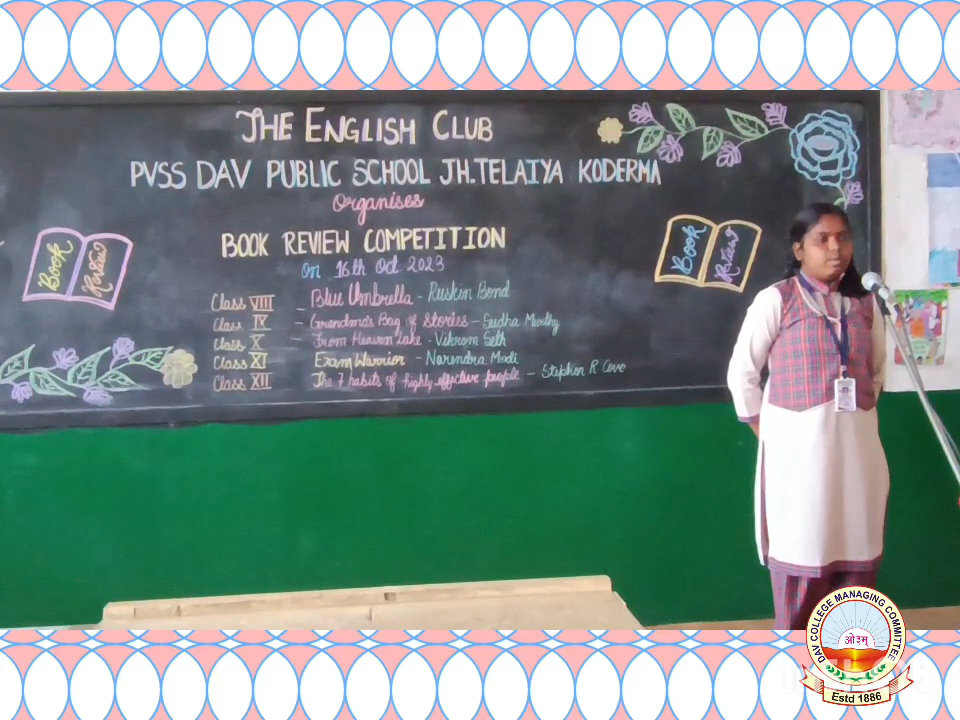 THE ENGLISH CLUB
PVSS DAV PUBLIC SCHOOL JH.TELAIYA KODERMA
Organises
BOOK REVIEW COMPETITION
On 16th Oct 2023
Book Review
Book Review
Class VIII – Blue Umbrella - Ruskin Bond
Class IX – Grandma's Bag of Stories – Sudha Murthy
Class X – From Heaven Lake - Vikram Seth
Class XI Exam Warrior – Narendra Modi
Class XII The 7 habits of highly effective people – Stephen R Cove
DAV COLLEGE MANAGING COMMITTEE
ओ३म्
Estd 1886